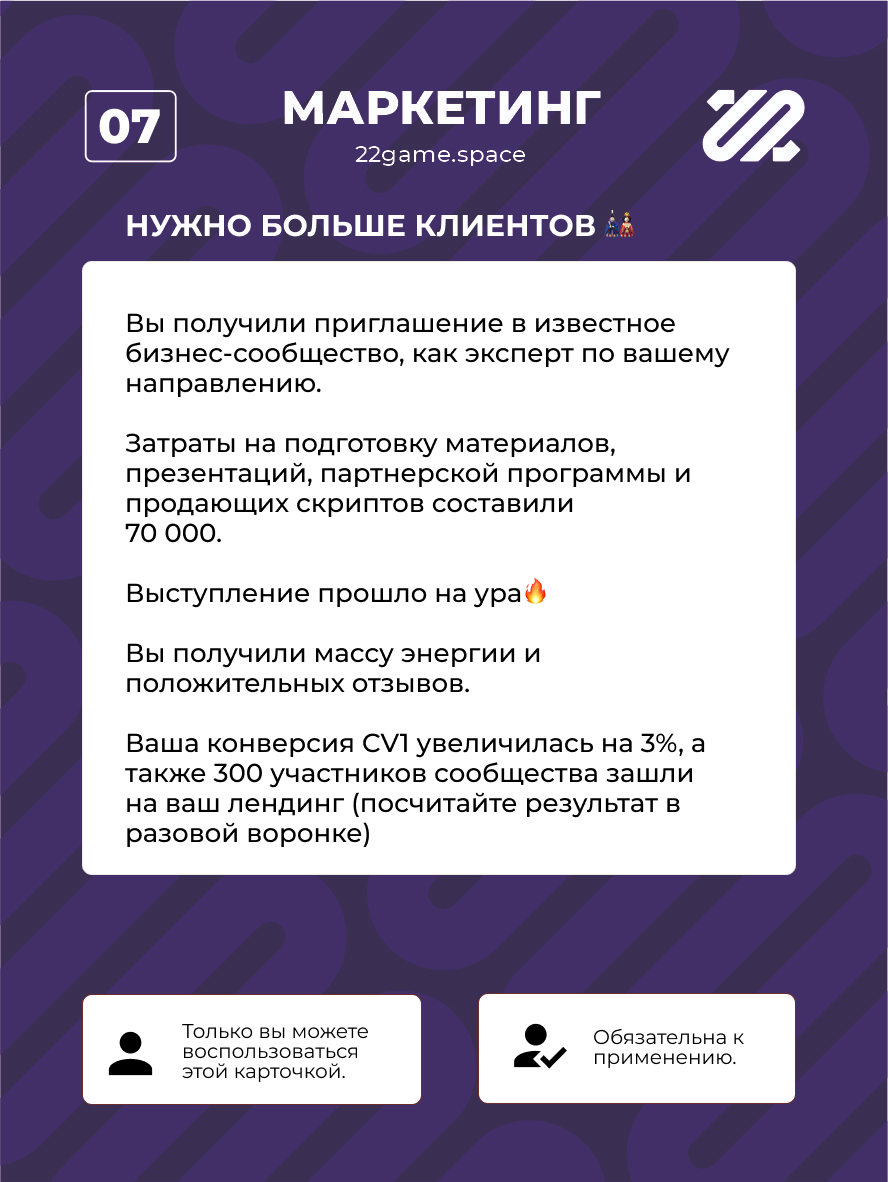 07
МАРКЕТИНГ
22game.space
НУЖНО БОЛЬШЕ КЛИЕНТОВ
Вы получили приглашение в известное
бизнес-сообщество, как эксперт по вашему
направлению.
Затраты на подготовку материалов,
презентаций, партнерской программы и
продающих скриптов составили
70 000.
Выступление прошло на ура🔥
Вы получили массу энергии и
положительных отзывов.
Ваша конверсия CV1 увеличилась на 3%, а
также 300 участников сообщества зашли
на ваш лендинг (посчитайте результат в
разовой воронке)
Только вы можете
воспользоваться
этой карточкой.
Обязательна к
применению.